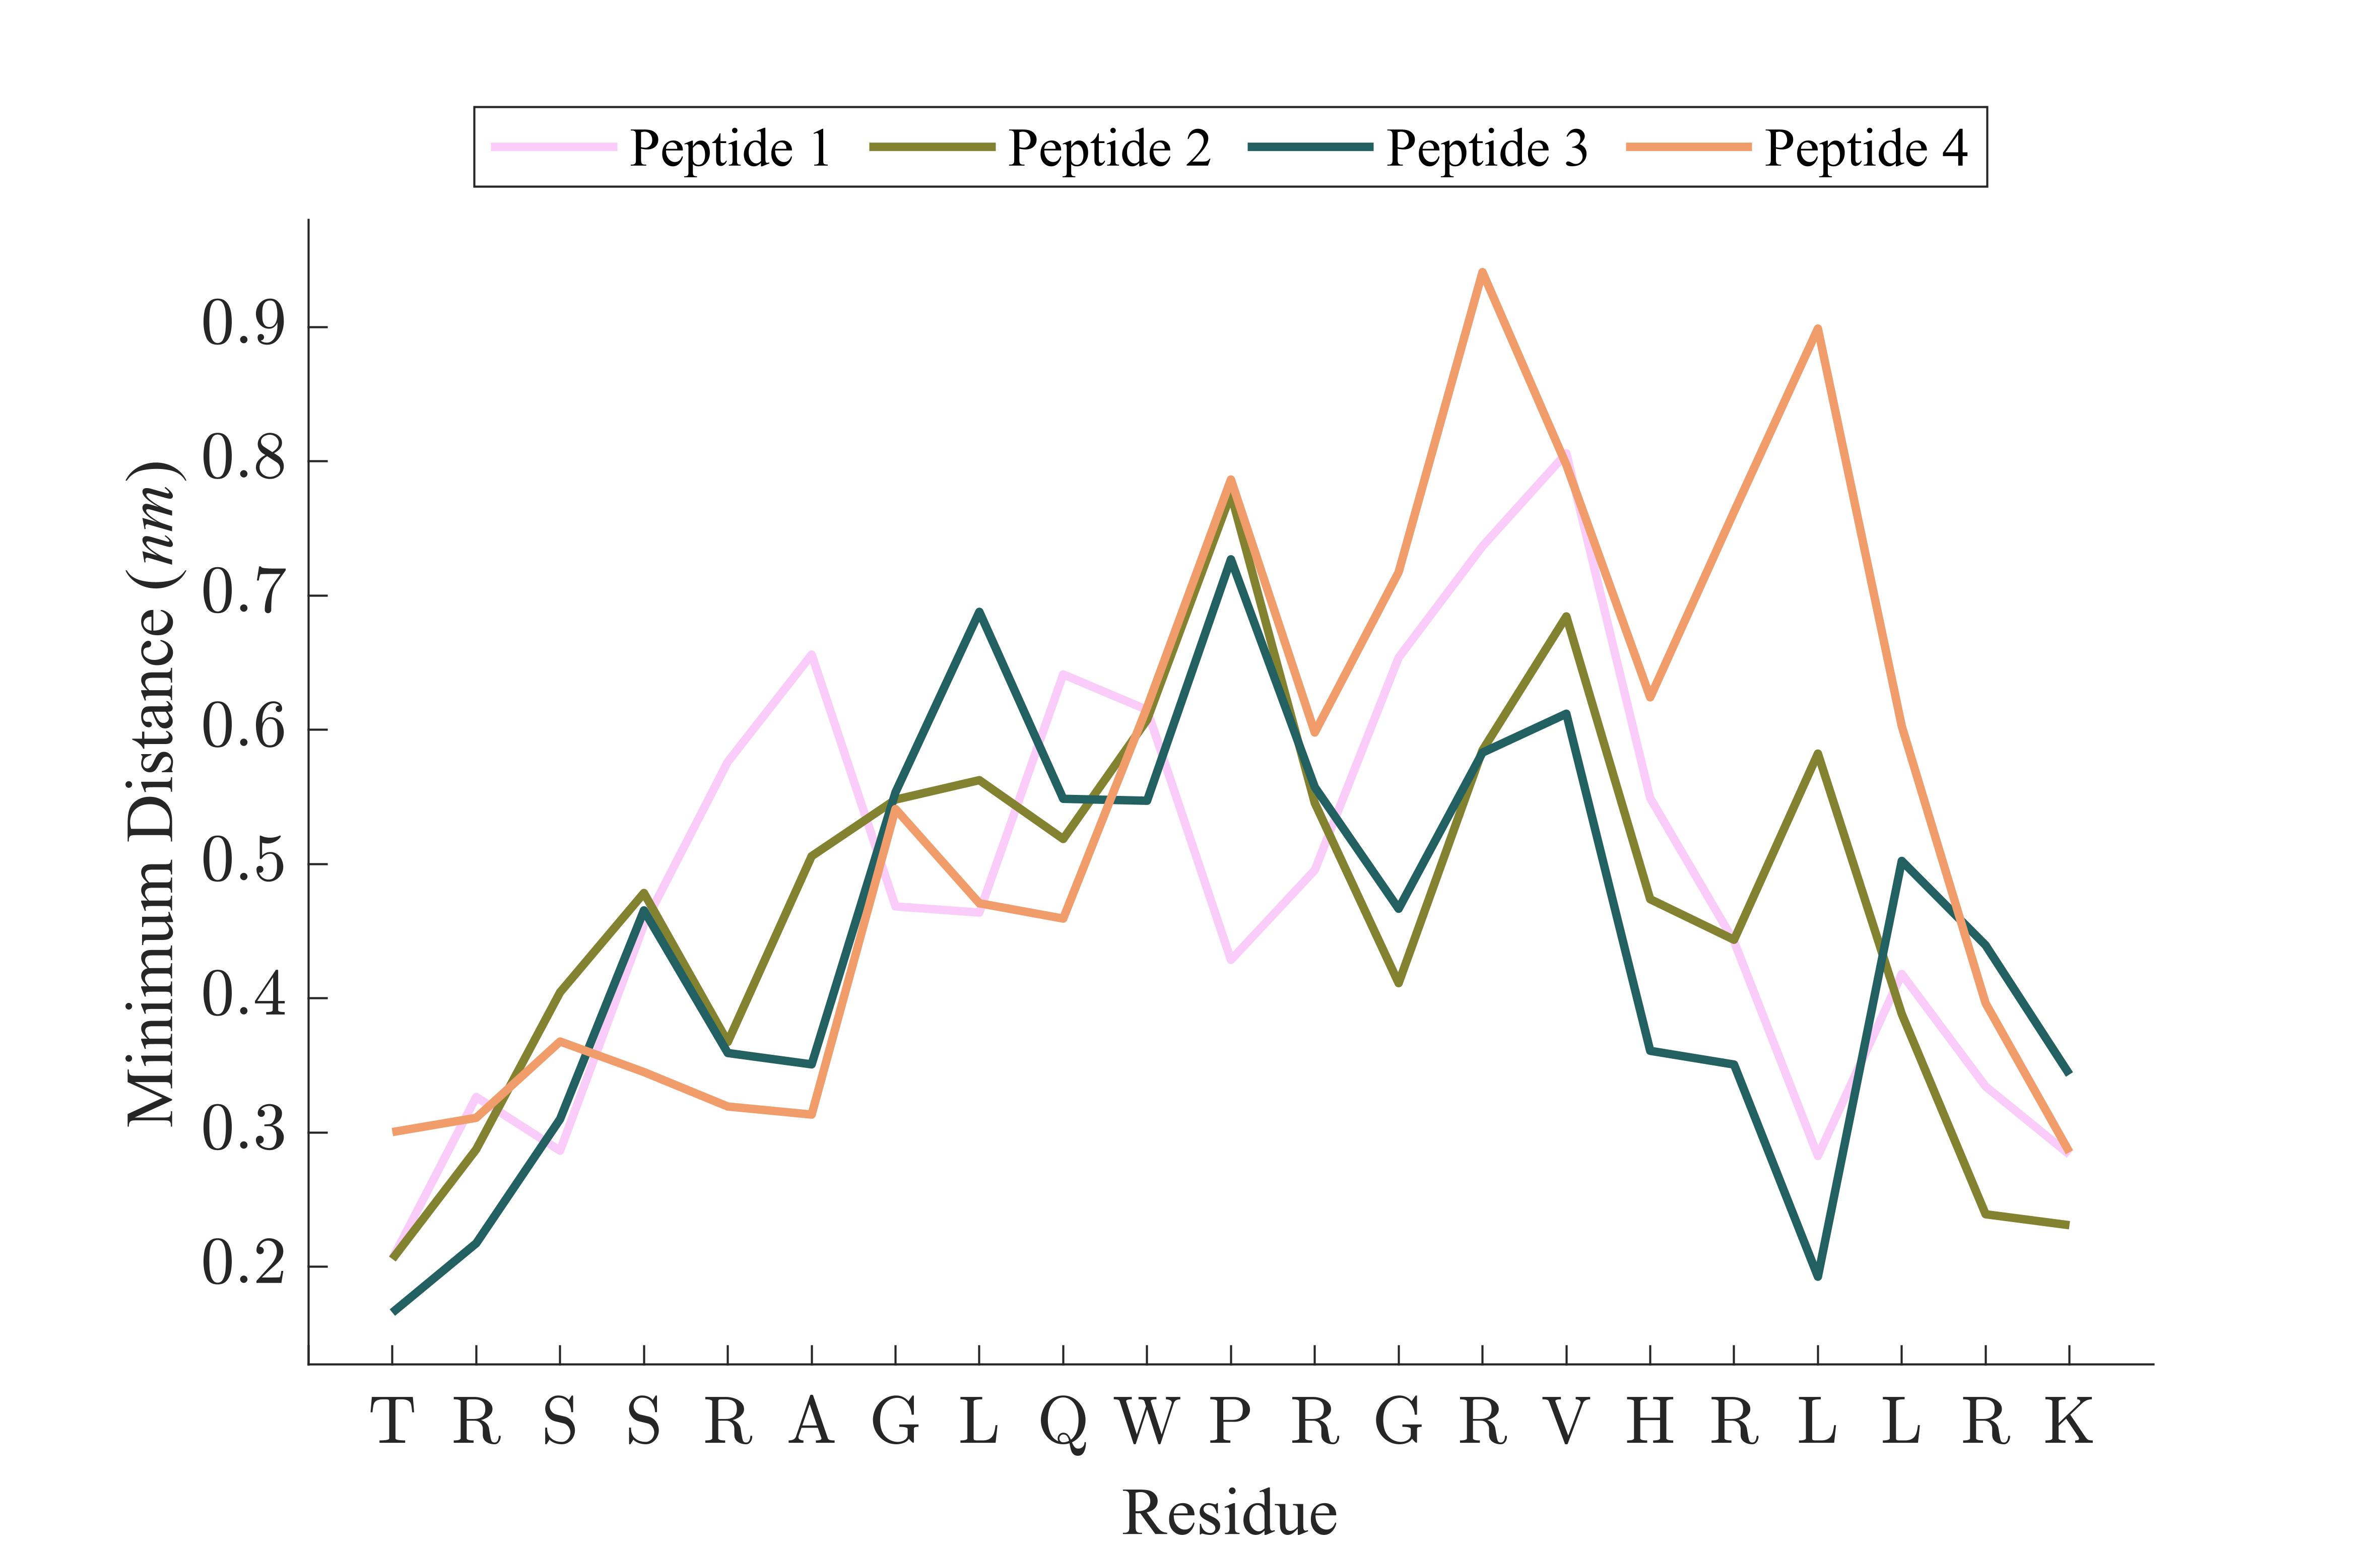 Peptide 1 Peptide 2 Peptide 3 Peptide 4
0.9
0.8
0.7
0.6
0.5
0.4
0.3
0.2
Minimum Distance (nm)
T R S S R A G L Q W P R G R V H R L L R K
Residue